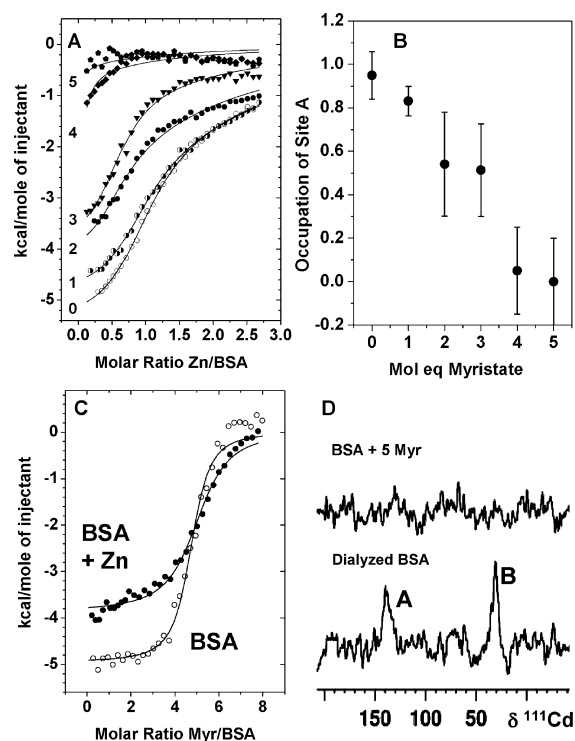 A
0
-1
-2
-3
-4
-5
5
4
3
2
1
0
0.0 0.5 1.0 1.5 2.0 2.5 3.0
Molar Ratio Zn/BSA
kcal/mole of injectant
B
1.2
1.0
0.8
0.6
0.4
0.2
0.0
-0.2
0 1 2 3 4 5
Mol eq Myristate
Occupation of Site A
C
0
-1
-2
-3
-4
-5
BSA
+ Zn
BSA
0 2 4 6 8
Molar Ratio Myr/BSA
kcal/mole of injectant
D
BSA + 5 Myr
Dialyzed BSA
A
B
150 100 50 δ ¹¹¹Cd